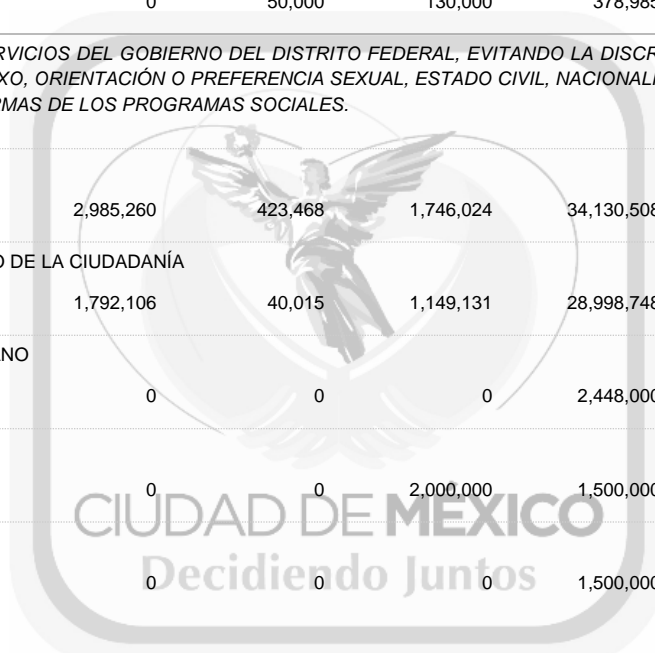 0 50,000 130,000 378,985
RVICIOS DEL GOBIERNO DEL DISTRITO FEDERAL, EVITANDO LA DISCR
XO, ORIENTACIÓN O PREFERENCIA SEXUAL, ESTADO CIVIL, NACIONALI
RMAS DE LOS PROGRAMAS SOCIALES.
2,985,260 423,468 1,746,024 34,130,508
O DE LA CIUDADANÍA
1,792,106 40,015 1,149,131 28,998,748
ANO
0 0 0 2,448,000
0 0 2,000,000 1,500,000
CIUDAD DE MÉXICO
Decidiendo Juntos
0 0 0 1,500,000